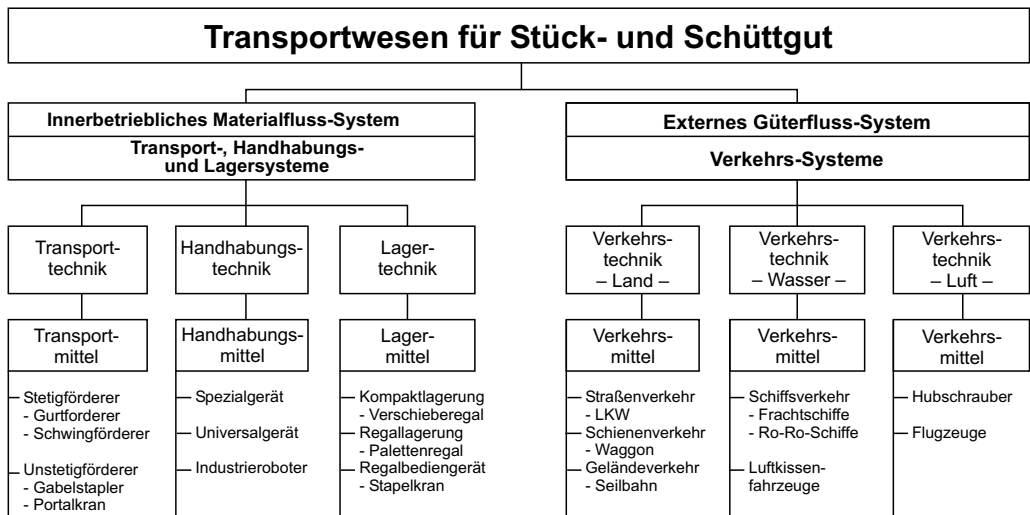 Transportwesen für Stück- und Schüttgut
Innerbetriebliches Materialfluss-System
Transport-, Handhabungs-
und Lagersysteme
Externes Güterfluss-System
Verkehrs-Systeme
Transport-
technik
Handhabungs-
technik
Lager-
technik
Verkehrs-
technik
– Land –
Verkehrs-
technik
– Wasser –
Verkehrs-
technik
– Luft –
Transport-
mittel
Handhabungs-
mittel
Lager-
mittel
Verkehrs-
mittel
Verkehrs-
mittel
Verkehrs-
mittel
Stetigförderer
- Gurtforderer
- Schwingförderer
Unstetigförderer
- Gabelstapler
- Portalkran
Spezialgerät
Universalgerät
Industrieroboter
Kompaktlagerung
- Verschieberegal
Regallagerung
- Palettenregal
Regalbediengerät
- Stapelkran
Straßenverkehr
- LKW
Schienenverkehr
- Waggon
Geländeverkehr
- Seilbahn
Schiffsverkehr
- Frachtschiffe
- Ro-Ro-Schiffe
Luftkissen-
fahrzeuge
Hubschrauber
Flugzeuge